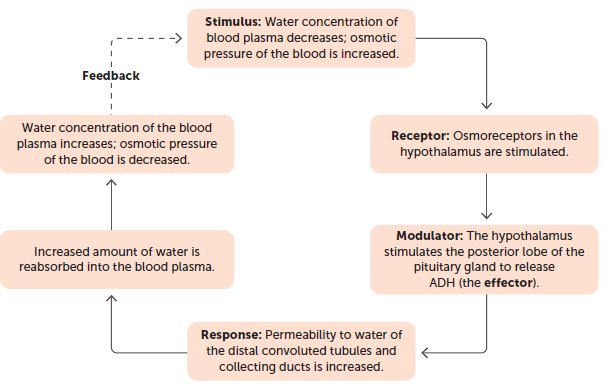 Stimulus: Water concentration of
blood plasma decreases; osmotic
pressure of the blood is increased.
Receptor: Osmoreceptors in the
hypothalamus are stimulated.
Modulator: The hypothalamus
stimulates the posterior lobe of the
pituitary gland to release
ADH (the effector).
Response: Permeability to water of
the distal convoluted tubules and
collecting ducts is increased.
Increased amount of water is
reabsorbed into the blood plasma.
Water concentration of the blood
plasma increases; osmotic pressure
of the blood is decreased.
Feedback